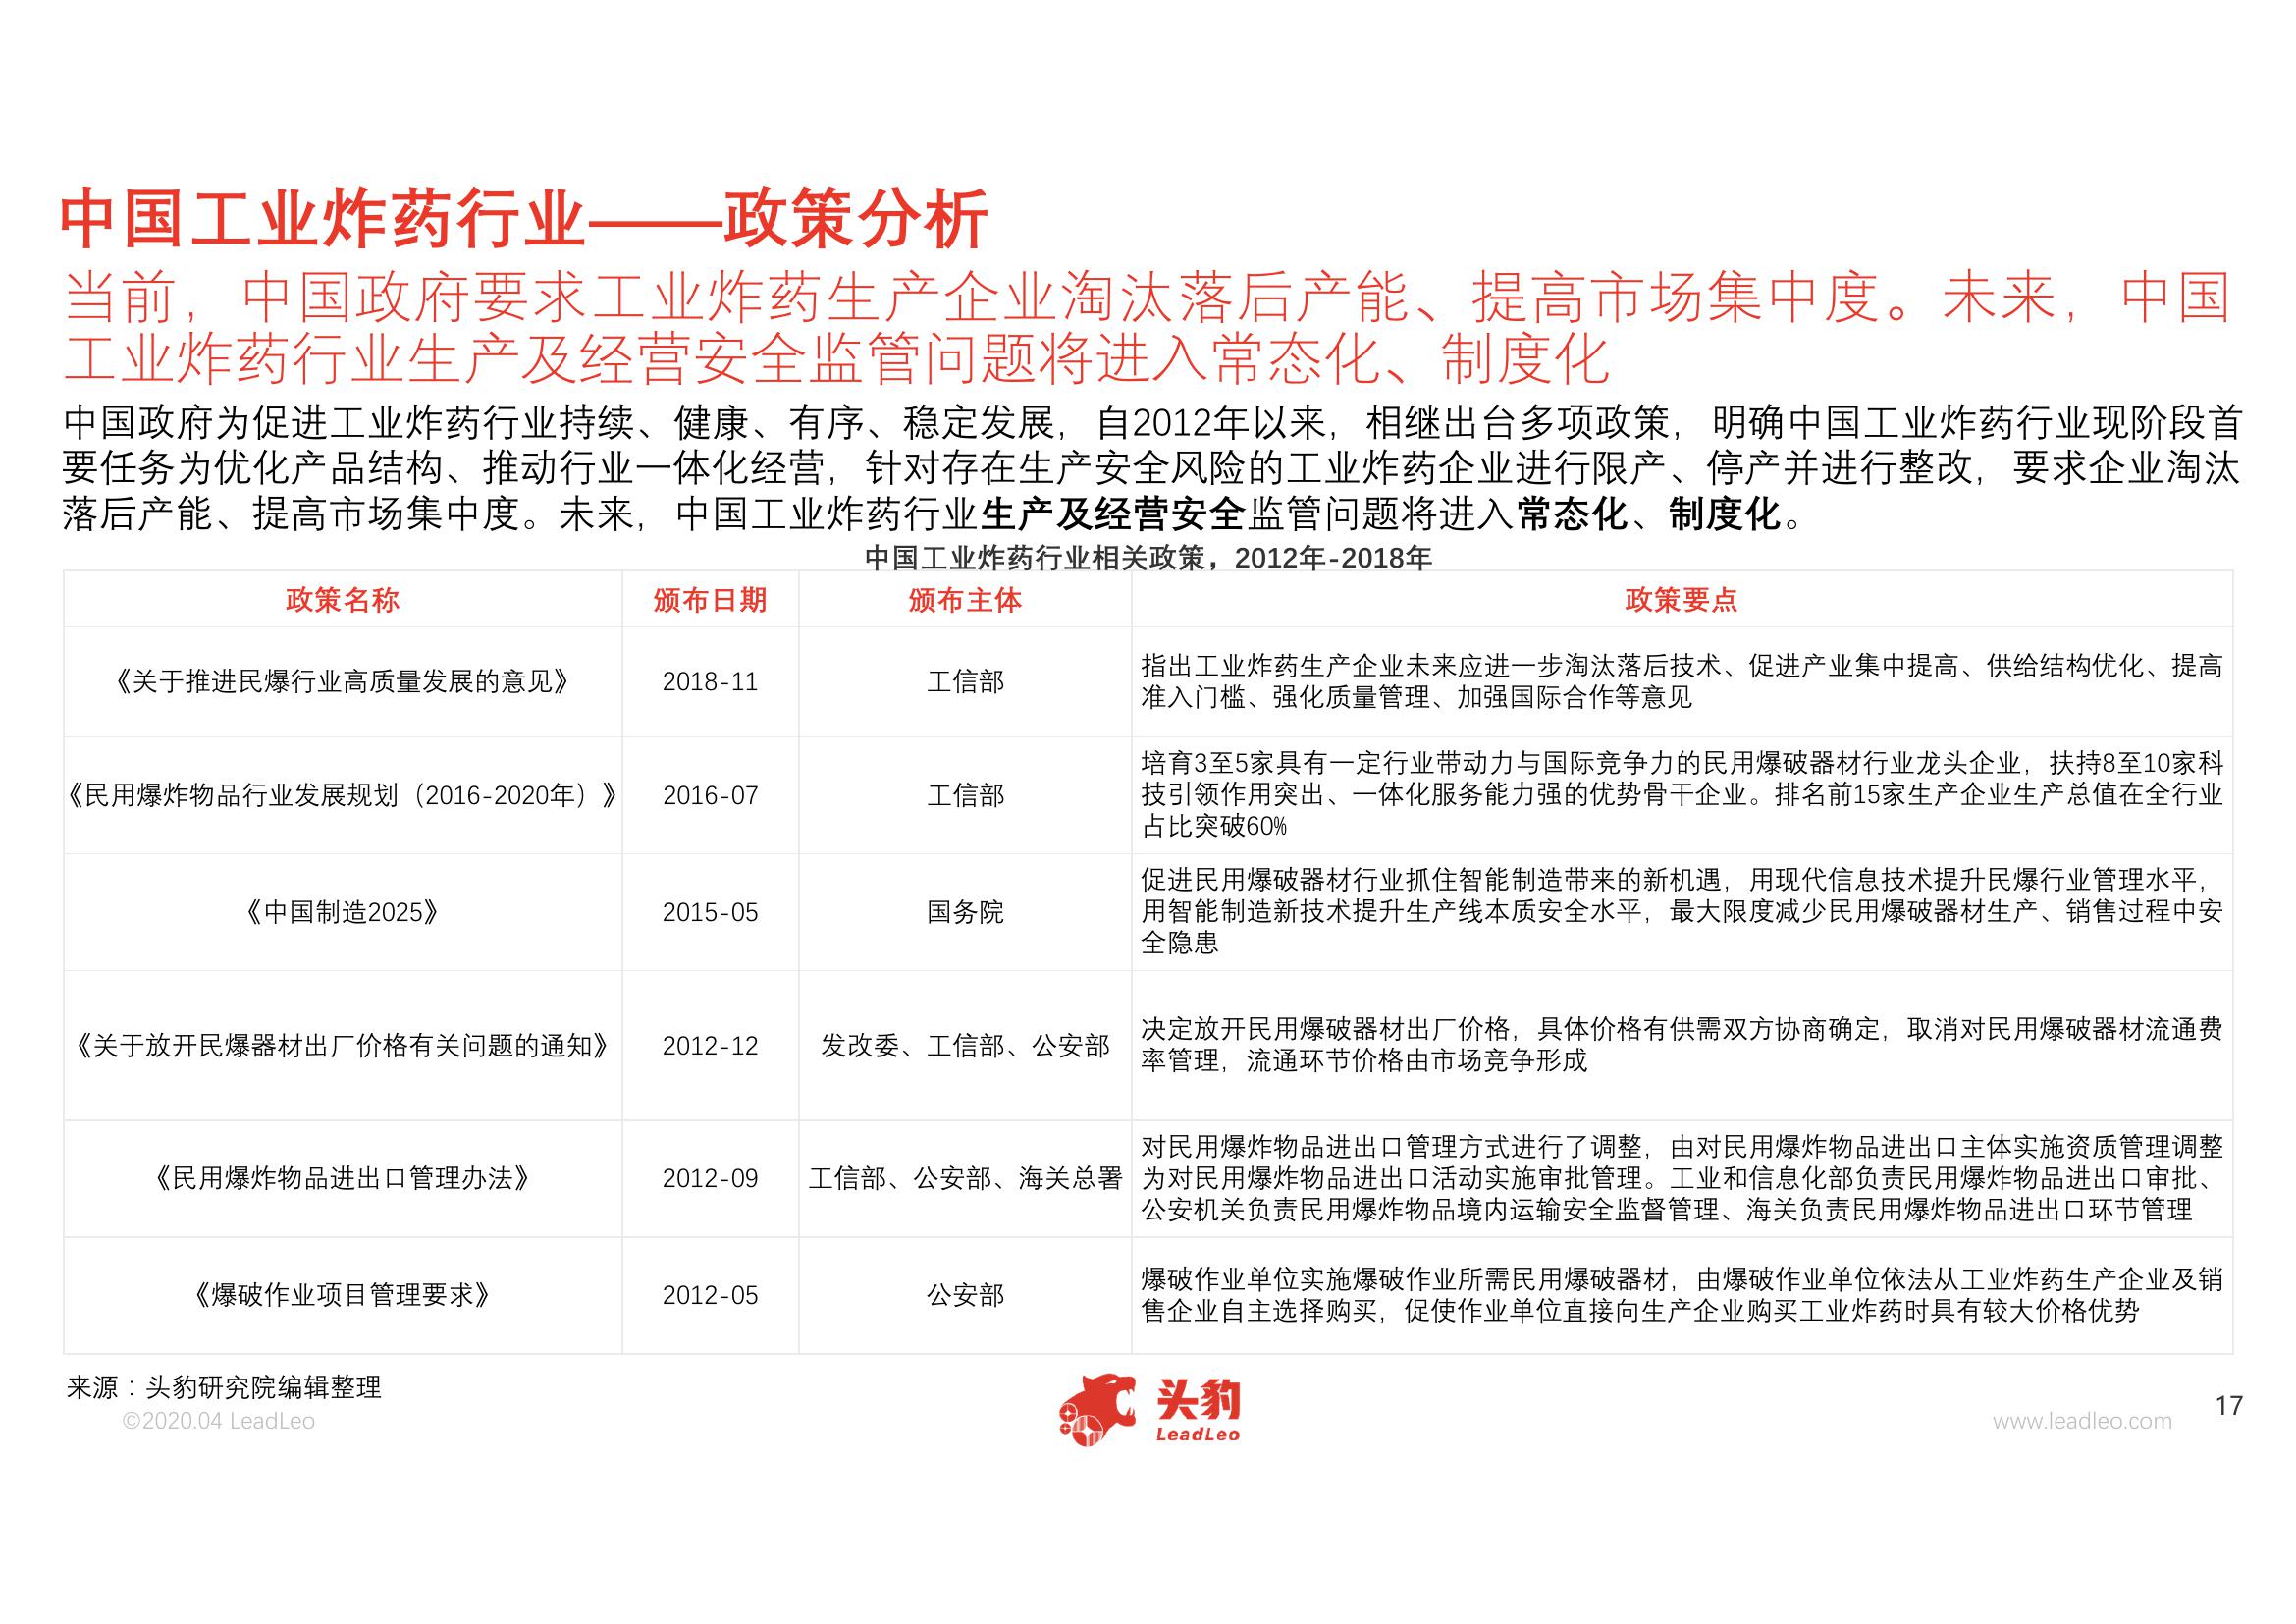 中国工业炸药行业——政策分析
当前，中国政府要求工业炸药生产企业淘汰落后产能、提高市场集中度。未来，中国
工业炸药行业生产及经营安全监管问题将进入常态化、制度化
中国政府为促进工业炸药行业持续、健康、有序、稳定发展，自2012年以来，相继出台多项政策，明确中国工业炸药行业现阶段首
要任务为优化产品结构、推动行业一体化经营，针对存在生产安全风险的工业炸药企业进行限产、停产并进行整改，要求企业淘汰
落后产能、提高市场集中度。未来，中国工业炸药行业生产及经营安全监管问题将进入常态化、制度化。
中国工业炸药行业相关政策，2012年-2018年
政策名称 颁布日期 颁布主体 政策要点
《关于推进民爆行业高质量发展的意见》 2018-11 工信部
指出工业炸药生产企业未来应进一步淘汰落后技术、促进产业集中提高、供给结构优化、提高
准入门槛、强化质量管理、加强国际合作等意见
《民用爆炸物品行业发展规划（2016-2020年）》 2016-07 工信部
培育3至5家具有一定行业带动力与国际竞争力的民用爆破器材行业龙头企业，扶持8至10家科
技引领作用突出、一体化服务能力强的优势骨干企业。排名前15家生产企业生产总值在全行业
占比突破60%
《中国制造2025》 2015-05 国务院
促进民用爆破器材行业抓住智能制造带来的新机遇，用现代信息技术提升民爆行业管理水平，
用智能制造新技术提升生产线本质安全水平，最大限度减少民用爆破器材生产、销售过程中安
全隐患
《关于放开民爆器材出厂价格有关问题的通知》 2012-12 发改委、工信部、公安部
决定放开民用爆破器材出厂价格，具体价格有供需双方协商确定，取消对民用爆破器材流通费
率管理，流通环节价格由市场竞争形成
《民用爆炸物品进出口管理办法》 2012-09 工信部、公安部、海关总署
对民用爆炸物品进出口管理方式进行了调整，由对民用爆炸物品进出口主体实施资质管理调整
为对民用爆炸物品进出口活动实施审批管理。工业和信息化部负责民用爆炸物品进出口审批、
公安机关负责民用爆炸物品境内运输安全监督管理、海关负责民用爆炸物品进出口环节管理
《爆破作业项目管理要求》 2012-05 公安部
爆破作业单位实施爆破作业所需民用爆破器材，由爆破作业单位依法从工业炸药生产企业及销
售企业自主选择购买，促使作业单位直接向生产企业购买工业炸药时具有较大价格优势
来源：头豹研究院编辑整理
©2020.04 LeadLeo
头豹
LeadLeo
www.leadleo.com
17